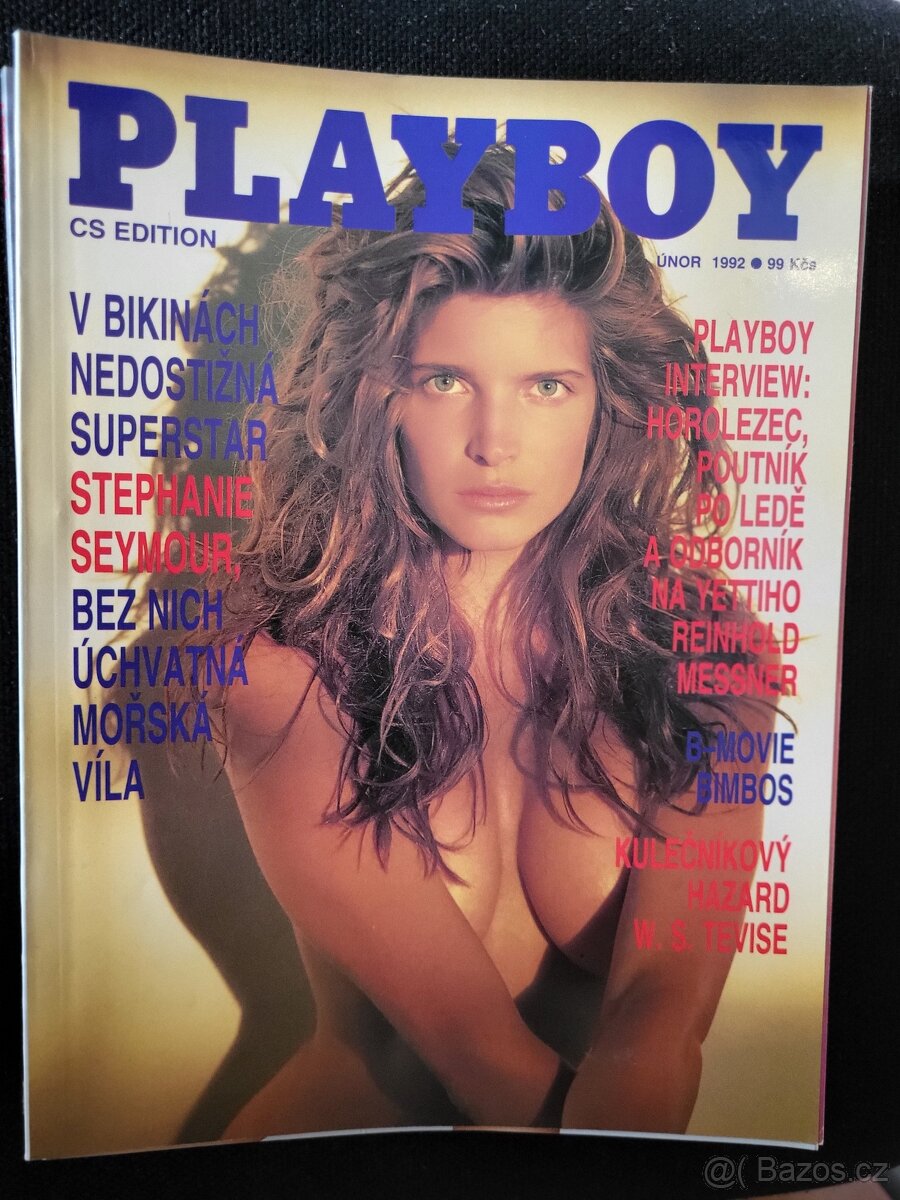 PLAYBOY
CS EDITION
ÚNOR 1992 ● 99 Kčs
V BIKINÁCH
NEDOSTIŽNÁ
SUPERSTAR
STEPHANIE
SEYMOUR,
BEZ NICH
ÚCHVATNÁ
MOŘSKÁ
VÍLA
PLAYBOY
INTERVIEW:
HOROLEZEC,
POUTNÍK
PO LEDĚ
A ODBORNÍK
NA YETTIHO
REINHOLD
MESSNER
B-MOVIE
BIMBOS
KULEČNÍKOVÝ
HAZARD
W. S. TEVISE
@( Bazos.cz